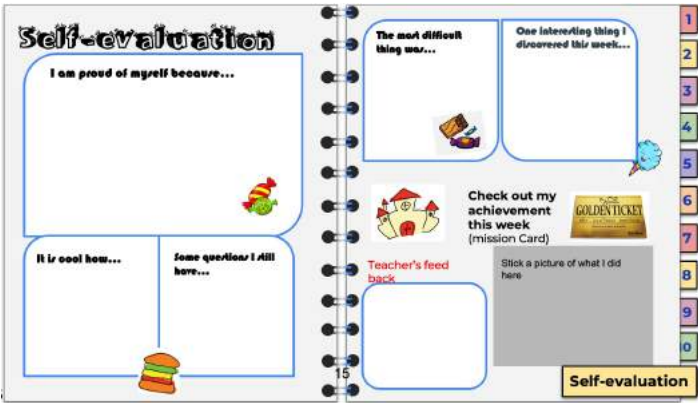 Self-evaluation
I am proud of myself because...
It is cool how...
Some questions I still
have...
The most difficult
thing was...
One interesting thing I
discovered this week...
Check out my
achievement
this week
(mission Card)
GOLDEN TICKET
Teacher's feed
back
Stick a picture of what I did
here
15
Self-evaluation
1
2
3
4
5
6
7
8
9
10